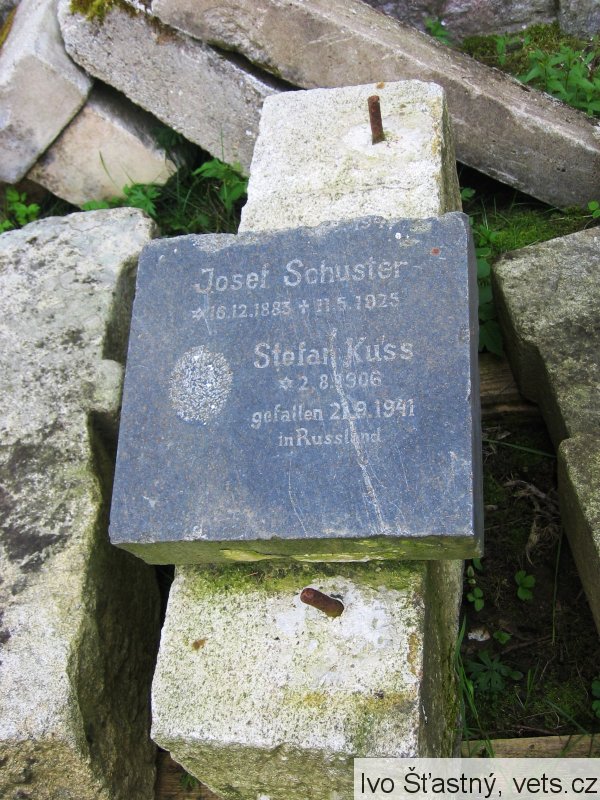 Josef Schuster
✩ 16.12.1883 + 11.5.1925
Stefan Kuss
✩ 2.8.1906
gefallen 21.9.1941
in Russland
Ivo Šťastný, vets.cz